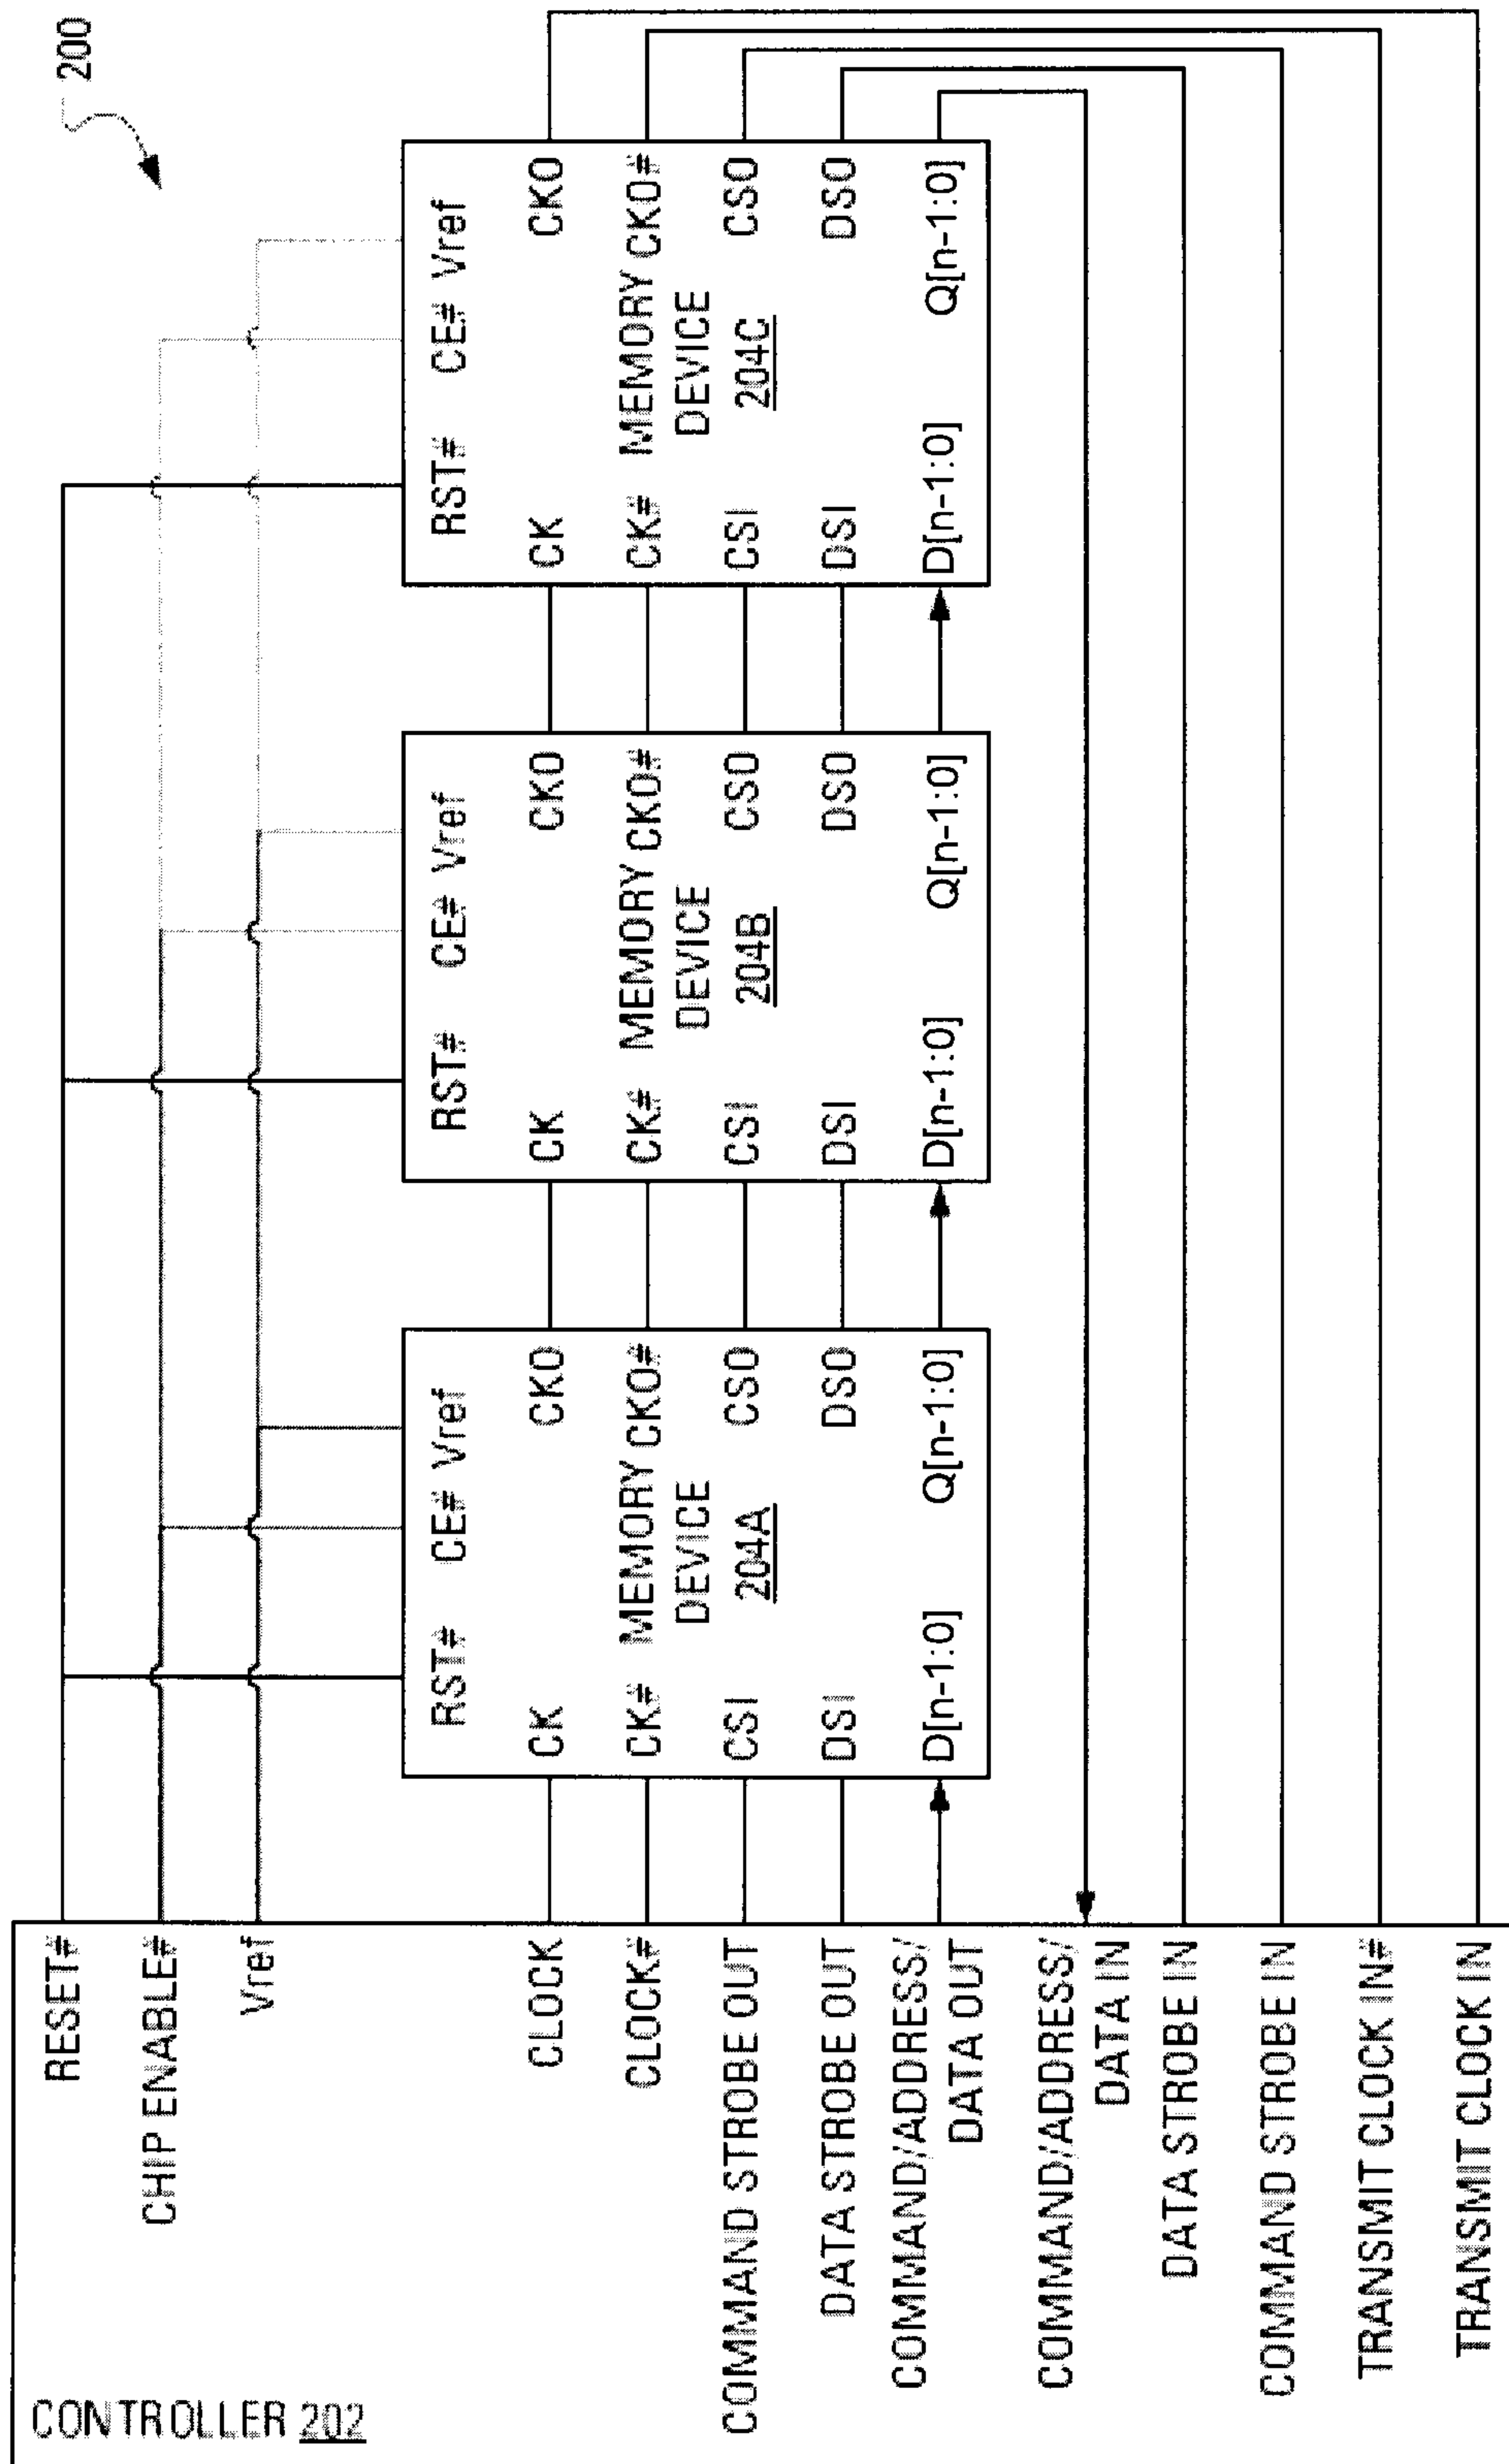 200
CONTROLLER 202
RESET#
CHIP ENABLE#
Vref
CLOCK
CLOCK#
COMMAND STROBE OUT
DATA STROBE OUT
COMMAND/ADDRESS/
DATA OUT
COMMAND/ADDRESS/
DATA IN
DATA STROBE IN
COMMAND STROBE IN
TRANSMIT CLOCK IN#
TRANSMIT CLOCK IN
RST# CE# Vref
CK CKO
CK# MEMORY CKO#
DEVICE
CSI 204A CSO
DSI DSO
D[n-1:0] Q[n-1:0]
RST# CE# Vref
CK CKO
CK# MEMORY CKO#
DEVICE
CSI 204B CSO
DSI DSO
D[n-1:0] Q[n-1:0]
RST# CE# Vref
CK CKO
CK# MEMORY CKO#
DEVICE
CSI 204C CSO
DSI DSO
D[n-1:0] Q[n-1:0]